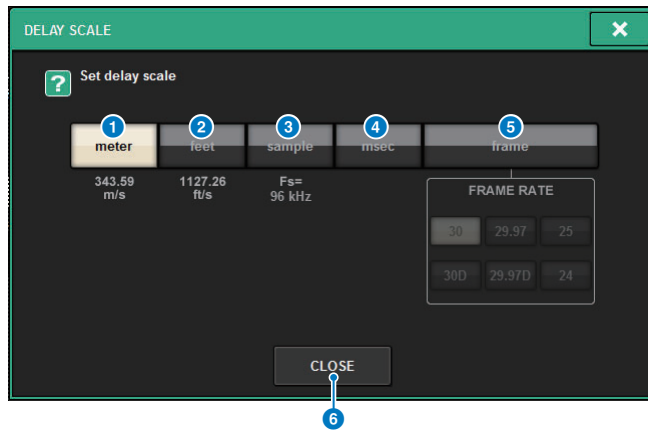 DELAY SCALE
?
Set delay scale
1 2 3 4 5
meter feet sample msec frame
343.59 m/s
1127.26 ft/s
Fs= 96 kHz
FRAME RATE
30 29.97 25
30D 29.97D 24
CLOSE
6